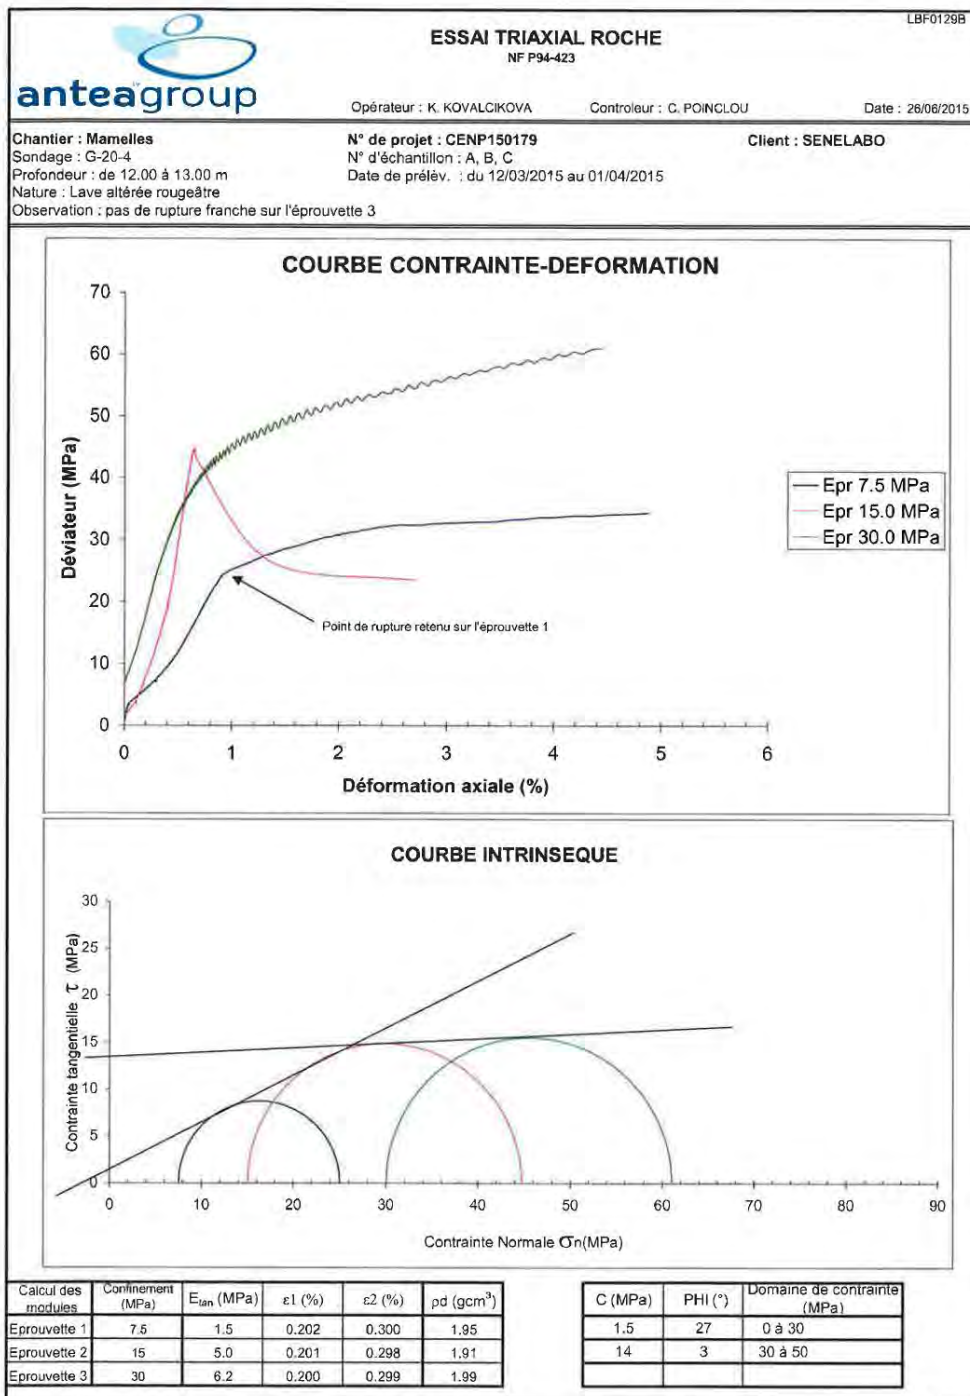 LBF0129B
ESSAI TRIAXIAL ROCHE
NF P94-423
anteagroup
Opérateur : K. KOVALCIKOVA Controleur : C. POINCLOU Date : 26/06/2015
Chantier : Mamelles N° de projet : CENP150179 Client : SENELABO
Sondage : G-20-4 N° d'échantillon : A, B, C
Profondeur : de 12.00 à 13.00 m Date de prélév. : du 12/03/2015 au 01/04/2015
Nature : Lave altérée rougeâtre
Observation : pas de rupture franche sur l'éprouvette 3
COURBE CONTRAINTE-DEFORMATION
Déviateur (MPa)
70
60
50
40
30
20
10
0
Epr 7.5 MPa
Epr 15.0 MPa
Epr 30.0 MPa
Point de rupture retenu sur l'éprouvette 1
0 1 2 3 4 5 6
Déformation axiale (%)
COURBE INTRINSEQUE
Contrainte tangentielle τ (MPa)
30
25
20
15
10
5
0
0 10 20 30 40 50 60 70 80 90
Contrainte Normale σn(MPa)
Calcul des modules Confinement (MPa) Etan (MPa) ε1 (%) ε2 (%) ρd (gcm³)
Eprouvette 1 7.5 1.5 0.202 0.300 1.95
Eprouvette 2 15 5.0 0.201 0.298 1.91
Eprouvette 3 30 6.2 0.200 0.299 1.99
C (MPa) PHI (°) Domaine de contrainte (MPa)
1.5 27 0 à 30
14 3 30 à 50